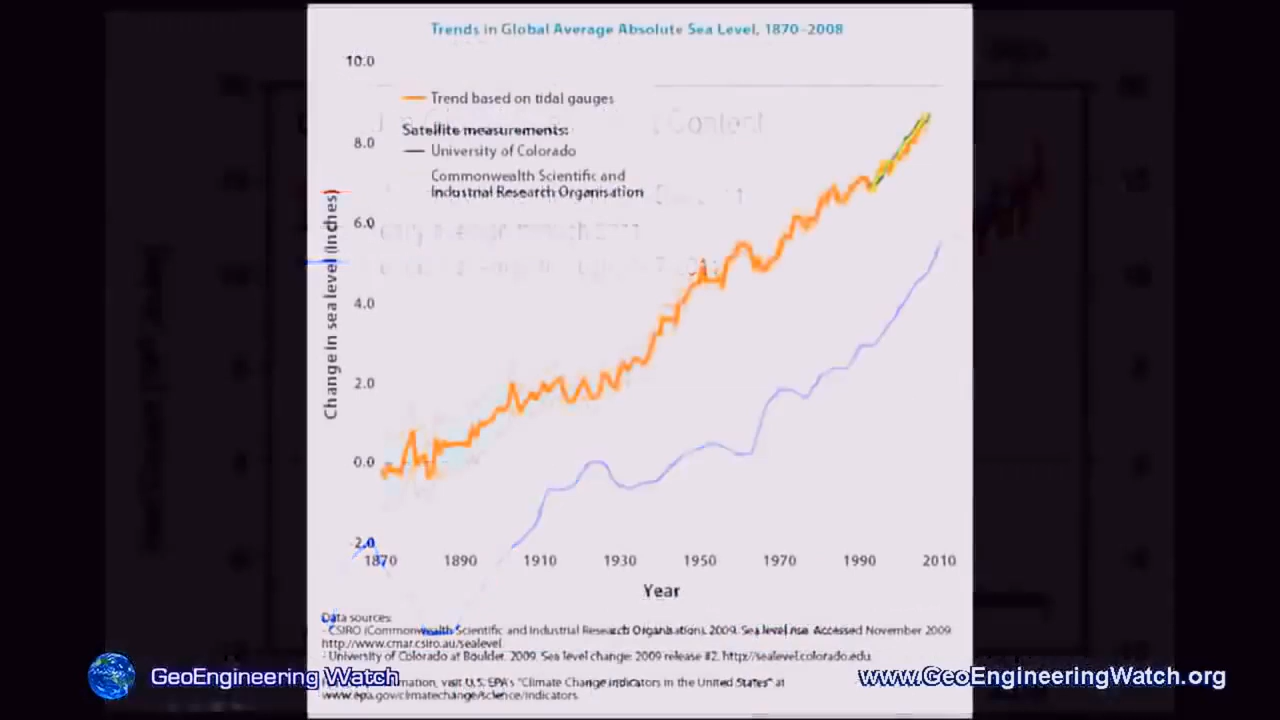 Trends in Global Average Absolute Sea Level, 1870–2008
10.0
Trend based on tidal gauges
Satellite measurements:
8.0
University of Colorado
Commonwealth Scientific and
Industrial Research Organisation
6.0
Change in sea level (inches)
4.0
2.0
0.0
-2.0
1870 1890 1910 1930 1950 1970 1990 2010
Year
Data sources:
- CSIRO (Commonwealth Scientific and Industrial Research Organisation). 2009. Sea level rise. Accessed November 2009.
http://www.cmar.csiro.au/sealevel
- University of Colorado at Boulder. 2009. Sea level change: 2009 release #2. http://sealevel.colorado.edu.
mation, visit U.S. EPA's "Climate Change Indicators in the United States" at
www.epa.gov/climatechange/science/indicators.
GeoEngineering Watch
www.GeoEngineeringWatch.org